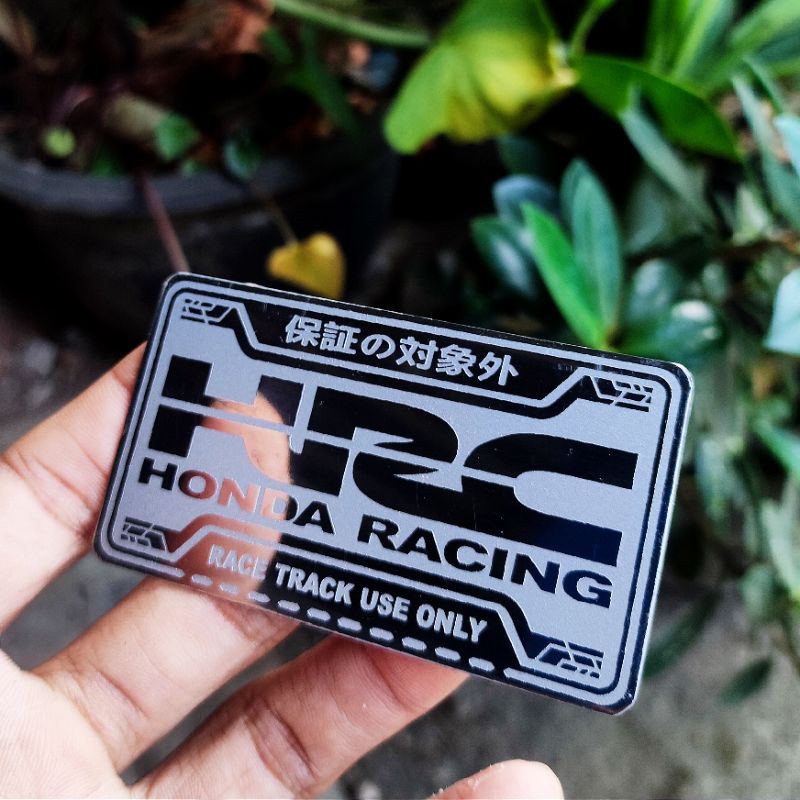 保証の対象外
HRC
HONDA RACING
RACE TRACK USE ONLY